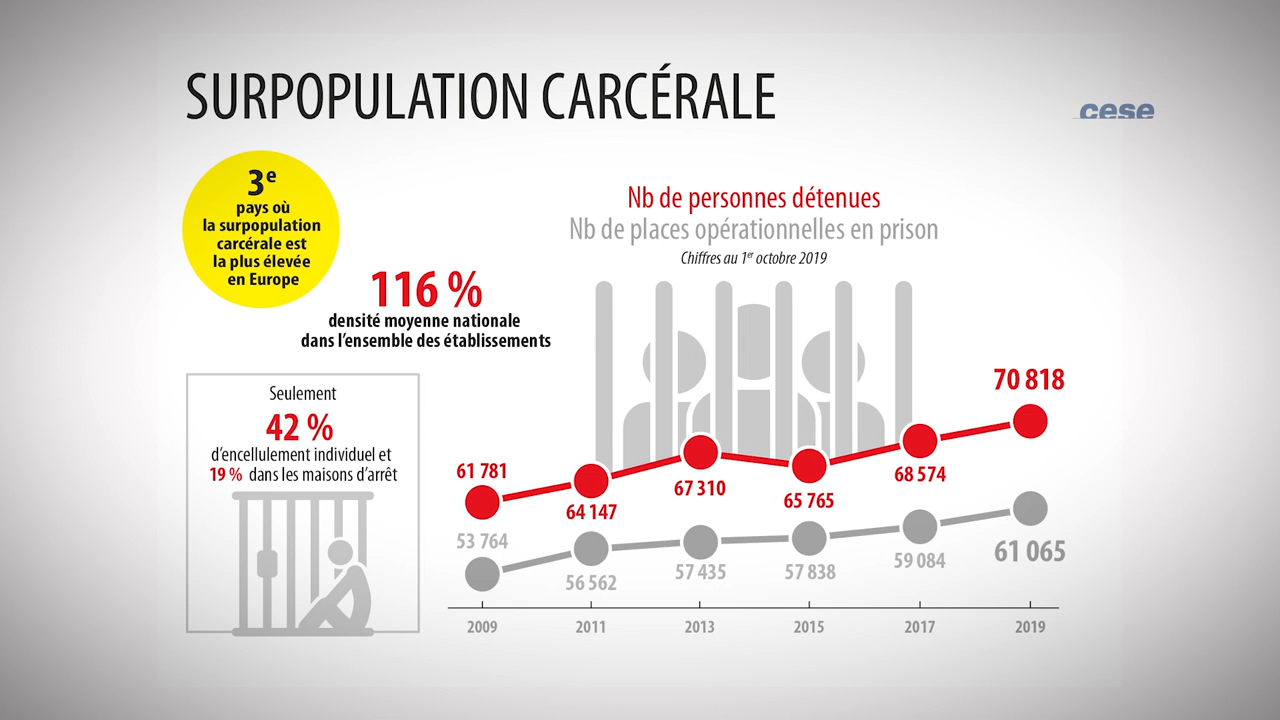 SURPOPULATION CARCÉRALE
cese
3e
pays où
la surpopulation
carcérale est
la plus élevée
en Europe
116 %
densité moyenne nationale
dans l'ensemble des établissements
Seulement
42 %
d'encellulement individuel et
19 % dans les maisons d'arrêt
Nb de personnes détenues
Nb de places opérationnelles en prison
Chiffres au 1er octobre 2019
61 781
64 147
67 310
65 765
68 574
70 818
53 764
56 562
57 435
57 838
59 084
61 065
2009
2011
2013
2015
2017
2019